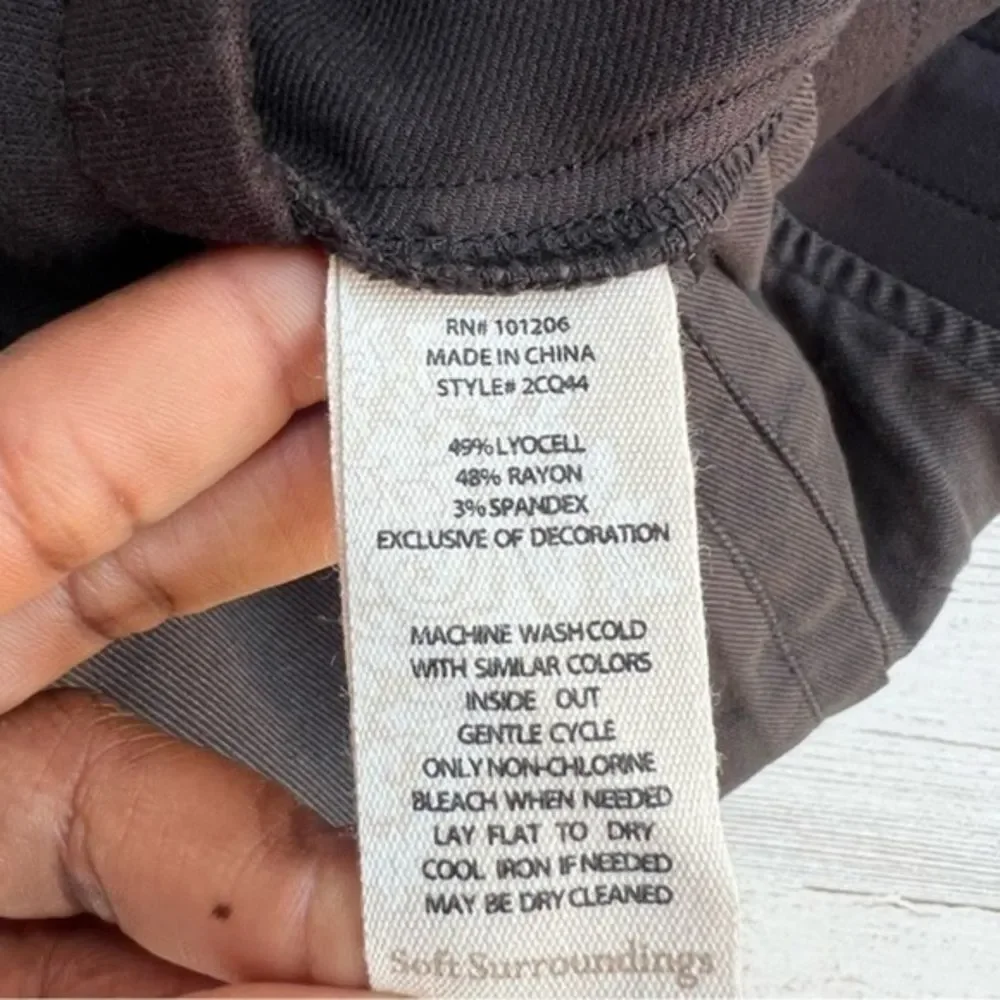 RN# 101206
MADE IN CHINA
STYLE# 2CQ44
49% LYOCELL
48% RAYON
3% SPANDEX
EXCLUSIVE OF DECORATION
MACHINE WASH COLD
WITH SIMILAR COLORS
INSIDE OUT
GENTLE CYCLE
ONLY NON-CHLORINE
BLEACH WHEN NEEDED
LAY FLAT TO DRY
COOL IRON IF NEEDED
MAY BE DRY CLEANED
Soft Surroundings